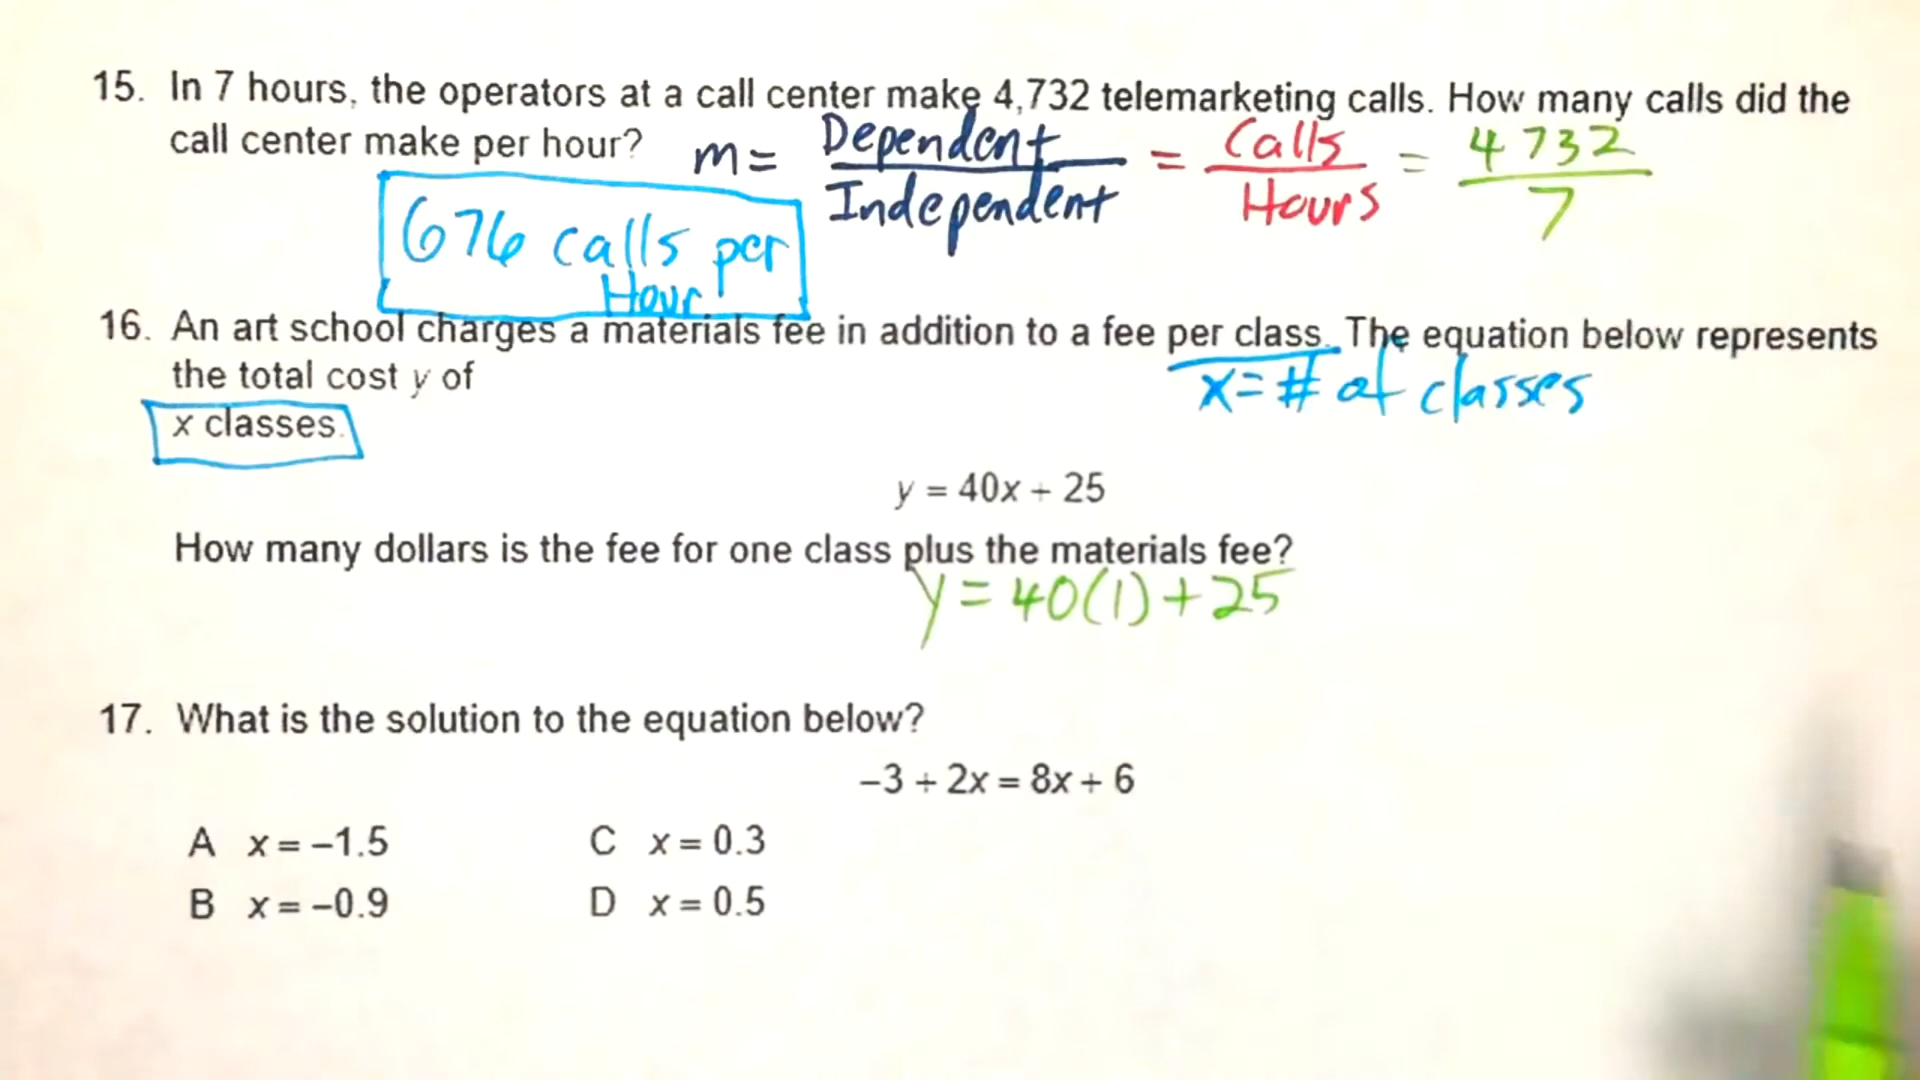 15. In 7 hours, the operators at a call center make 4,732 telemarketing calls. How many calls did the
call center make per hour?
m = Dependent / Independent = Calls / Hours = 4732 / 7
676 calls per
Hour
16. An art school charges a materials fee in addition to a fee per class. The equation below represents
the total cost y of
x = # of classes
x classes.
y = 40x + 25
How many dollars is the fee for one class plus the materials fee?
y = 40(1) + 25
17. What is the solution to the equation below?
−3 + 2x = 8x + 6
A x = −1.5 C x = 0.3
B x = −0.9 D x = 0.5